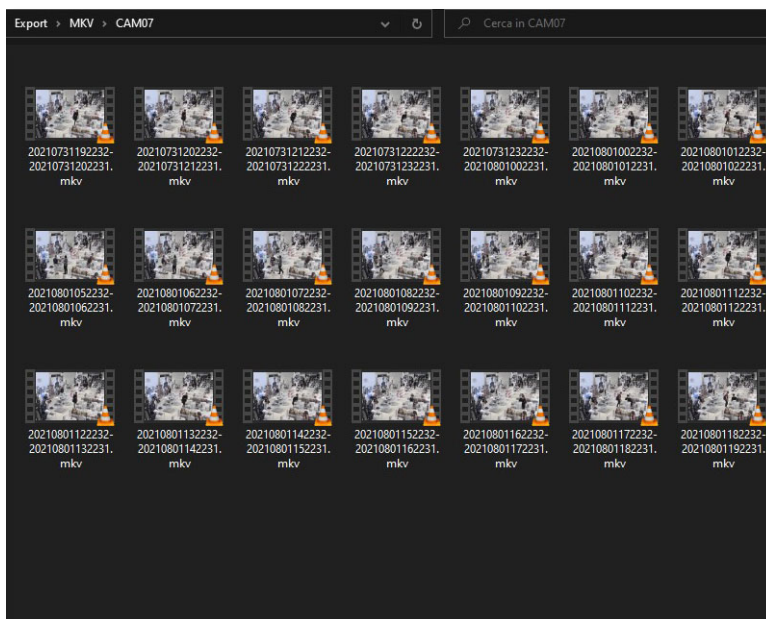 Export > MKV > CAM07
Cerca in CAM07
20210731192232-
20210731202231.
mkv
20210731202232-
20210731212231.
mkv
20210731212232-
20210731222231.
mkv
20210731222232-
20210731232231.
mkv
20210731232232-
20210801002231.
mkv
20210801002232-
20210801012231.
mkv
20210801012232-
20210801022231.
mkv
20210801052232-
20210801062231.
mkv
20210801062232-
20210801072231.
mkv
20210801072232-
20210801082231.
mkv
20210801082232-
20210801092231.
mkv
20210801092232-
20210801102231.
mkv
20210801102232-
20210801112231.
mkv
20210801112232-
20210801122231.
mkv
20210801122232-
20210801132231.
mkv
20210801132232-
20210801142231.
mkv
20210801142232-
20210801152231.
mkv
20210801152232-
20210801162231.
mkv
20210801162232-
20210801172231.
mkv
20210801172232-
20210801182231.
mkv
20210801182232-
20210801192231.
mkv